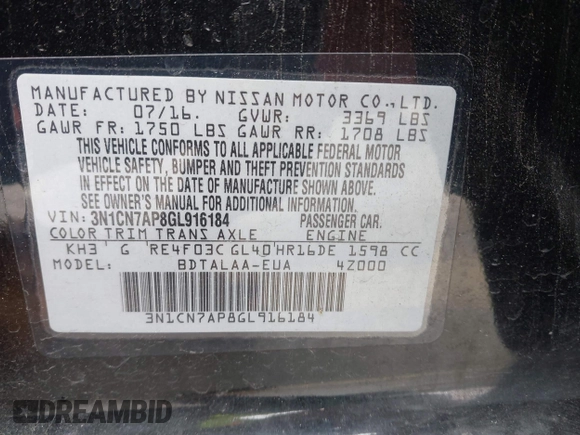 MANUFACTURED BY NISSAN MOTOR CO.,LTD.
DATE: 07/16. GVWR: 3369 LBS
GAWR FR: 1750 LBS GAWR RR: 1708 LBS
THIS VEHICLE CONFORMS TO ALL APPLICABLE FEDERAL MOTOR
VEHICLE SAFETY, BUMPER AND THEFT PREVENTION STANDARDS
IN EFFECT ON THE DATE OF MANUFACTURE SHOWN ABOVE.
SEE OWNER'S MANUAL FOR ADDITIONAL INFORMATION.
VIN: 3N1CN7AP8GL916184 PASSENGER CAR.
COLOR TRIM TRANS AXLE ENGINE
KH3 G RE4F03C GL40 HR16DE 1598 CC
MODEL: BDTALAA-EUA 4Z000
3N1CN7AP8GL916184
DREAMBID